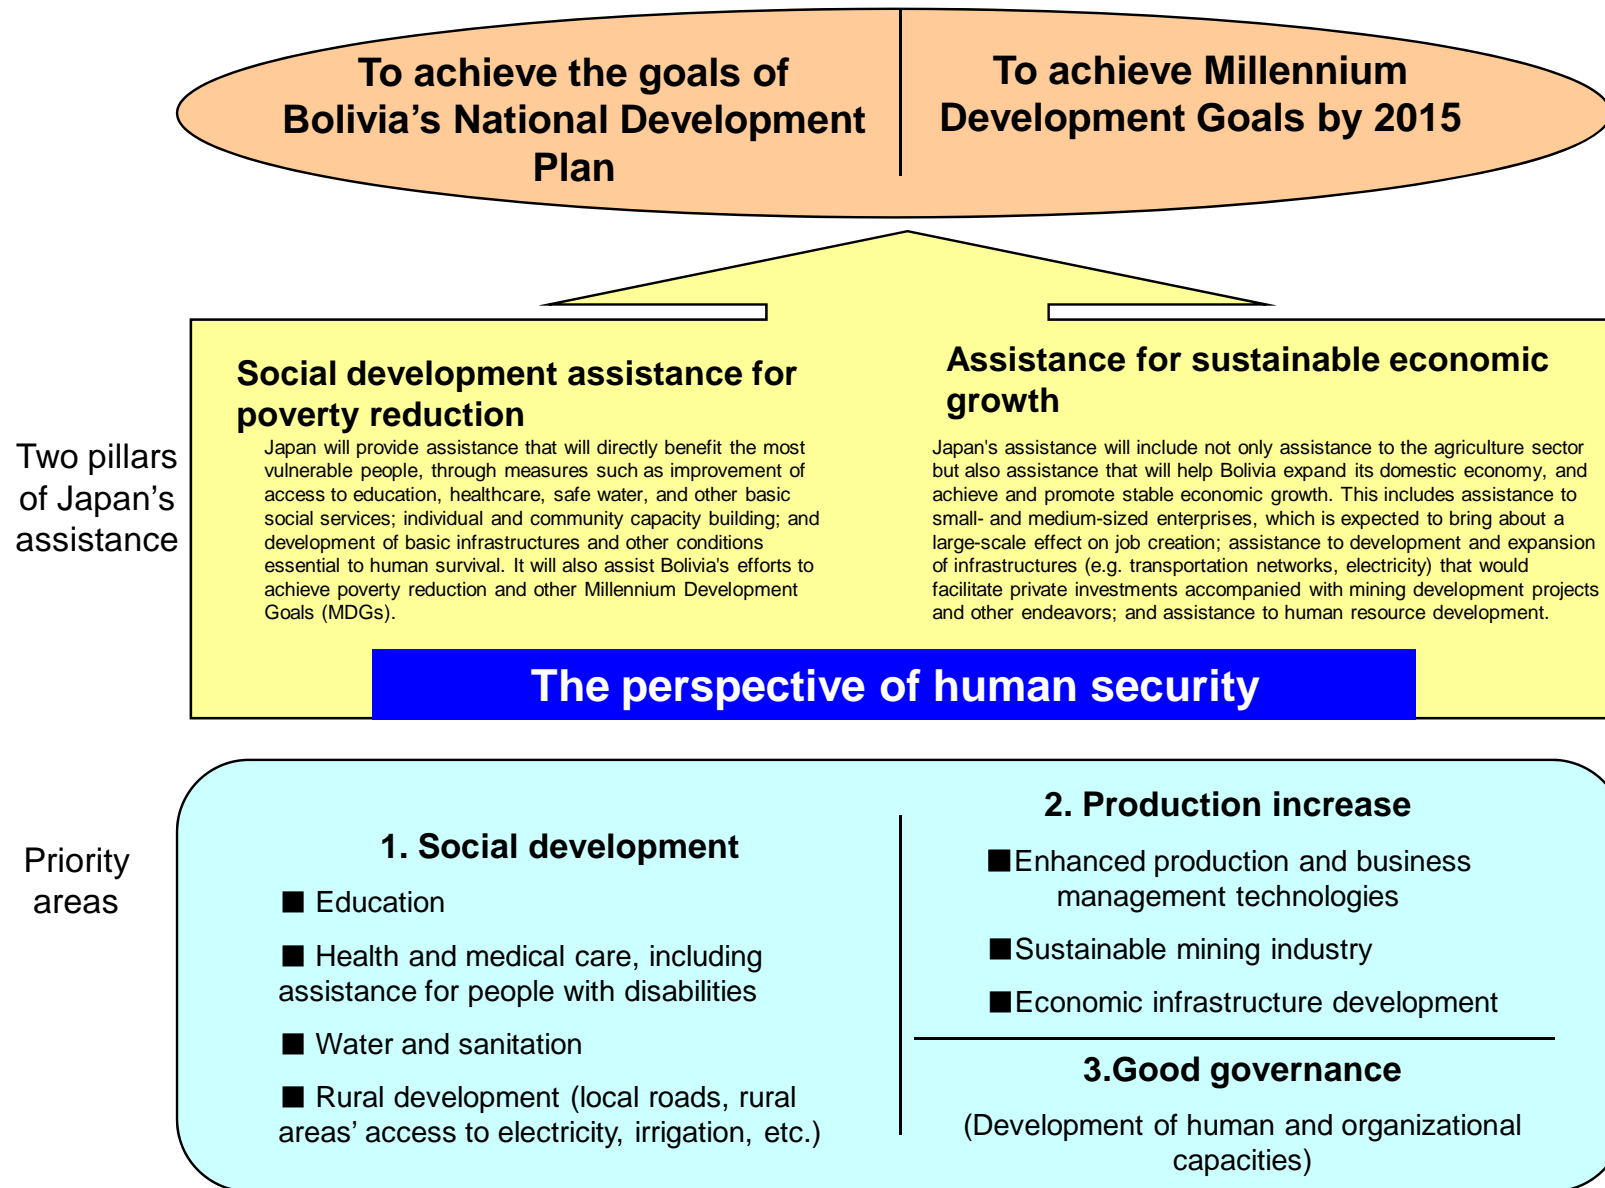 To achieve the goals of
Bolivia’s National Development
Plan
To achieve Millennium
Development Goals by 2015
Two pillars
of Japan’s
assistance
Social development assistance for
poverty reduction
Japan will provide assistance that will directly benefit the most
vulnerable people, through measures such as improvement of
access to education, healthcare, safe water, and other basic
social services; individual and community capacity building; and
development of basic infrastructures and other conditions
essential to human survival. It will also assist Bolivia's efforts to
achieve poverty reduction and other Millennium Development
Goals (MDGs).
Assistance for sustainable economic
growth
Japan's assistance will include not only assistance to the agriculture sector
but also assistance that will help Bolivia expand its domestic economy, and
achieve and promote stable economic growth. This includes assistance to
small- and medium-sized enterprises, which is expected to bring about a
large-scale effect on job creation; assistance to development and expansion
of infrastructures (e.g. transportation networks, electricity) that would
facilitate private investments accompanied with mining development projects
and other endeavors; and assistance to human resource development.
The perspective of human security
Priority
areas
1. Social development
■ Education
■ Health and medical care, including
assistance for people with disabilities
■ Water and sanitation
■ Rural development (local roads, rural
areas’ access to electricity, irrigation, etc.)
2. Production increase
■Enhanced production and business
management technologies
■Sustainable mining industry
■Economic infrastructure development
3.Good governance
(Development of human and organizational
capacities)